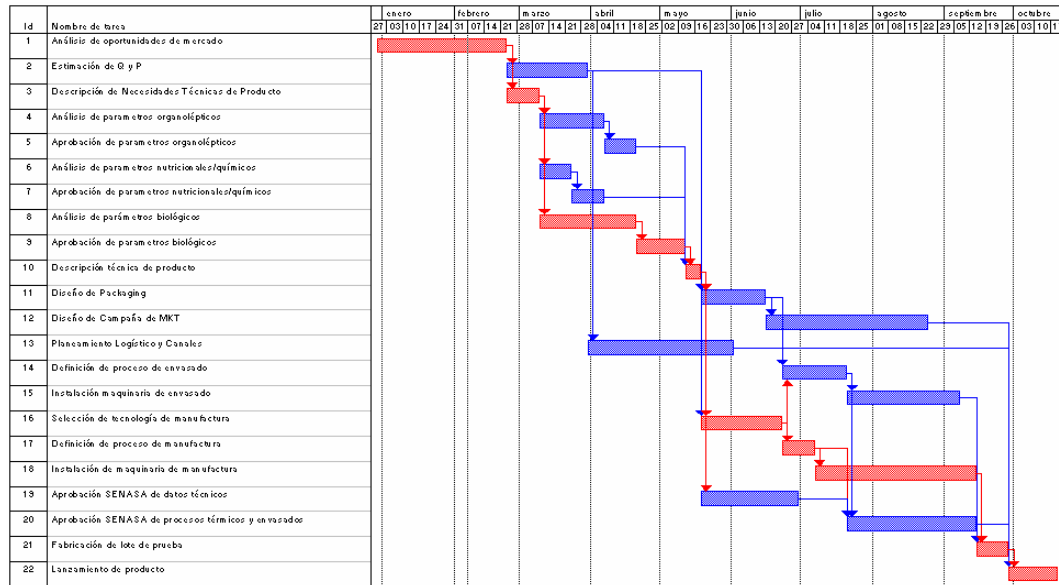 enero febrero marzo abril mayo junio julio agosto septiembre octubre
Id Nombre de tarea 27 03 10 17 24 31 07 14 21 28 07 14 21 28 04 11 18 25 02 09 16 23 30 06 13 20 27 04 11 18 25 01 08 15 22 29 05 12 19 26 03 10 1
1 Análisis de oportunidades de mercado
2 Estimación de Q y P
3 Descripción de Necesidades Técnicas de Producto
4 Análisis de parametros organolépticos
5 Aprobación de parametros organolépticos
6 Análisis de parametros nutricionales/químicos
7 Aprobación de parametros nutricionales/químicos
8 Análisis de parámetros biológicos
9 Aprobación de parametros biológicos
10 Descripción técnica de producto
11 Diseño de Packaging
12 Diseño de Campaña de MKT
13 Planeamiento Logístico y Canales
14 Definición de proceso de envasado
15 Instalación maquinaria de envasado
16 Selección de tecnología de manufactura
17 Definición de proceso de manufactura
18 Instalación de maquinaria de manufactura
19 Aprobación SENASA de datos técnicos
20 Aprobación SENASA de procesos térmicos y envasados
21 Fabricación de lote de prueba
22 Lanzamiento de producto